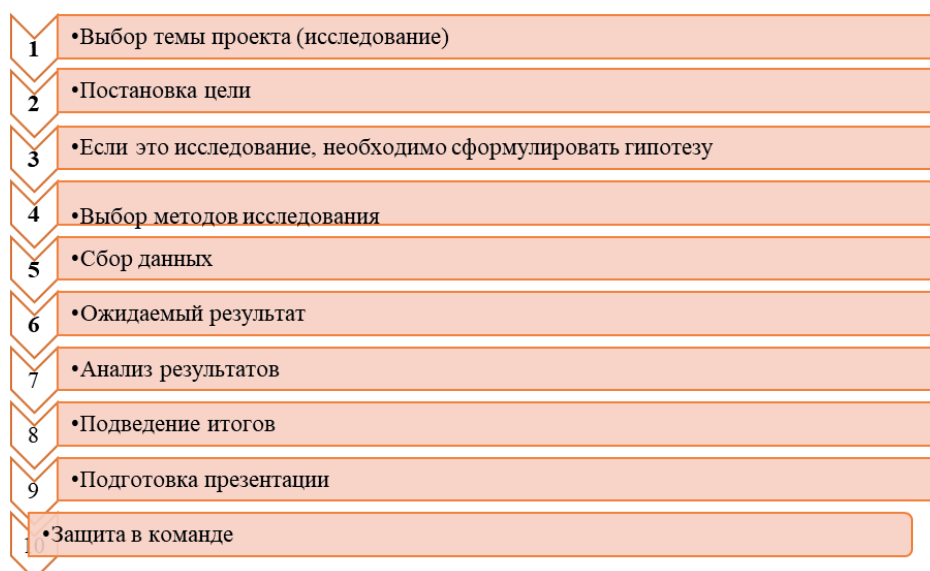 1 •Выбор темы проекта (исследование)
2 •Постановка цели
3 •Если это исследование, необходимо сформулировать гипотезу
4 •Выбор методов исследования
5 •Сбор данных
6 •Ожидаемый результат
7 •Анализ результатов
8 •Подведение итогов
9 •Подготовка презентации
10 •Защита в команде